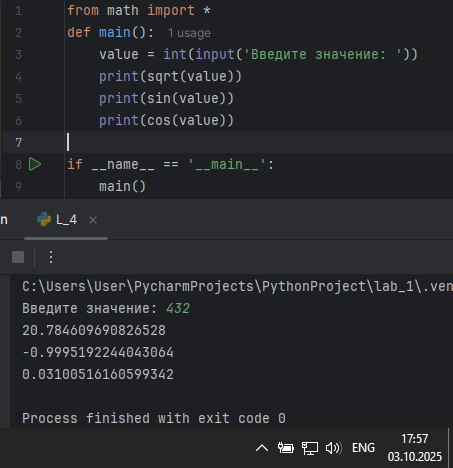 1 from math import *
2 def main(): 1 usage
3 value = int(input('Введите значение: '))
4 print(sqrt(value))
5 print(sin(value))
6 print(cos(value))
7
8 if __name__ == '__main__':
9 main()
n L_4 ×
C:\Users\User\PycharmProjects\PythonProject\lab_1\.ven
Введите значение: 432
20.784609690826528
-0.9995192244043064
0.03100516160599342
Process finished with exit code 0
ENG 17:57
03.10.2025